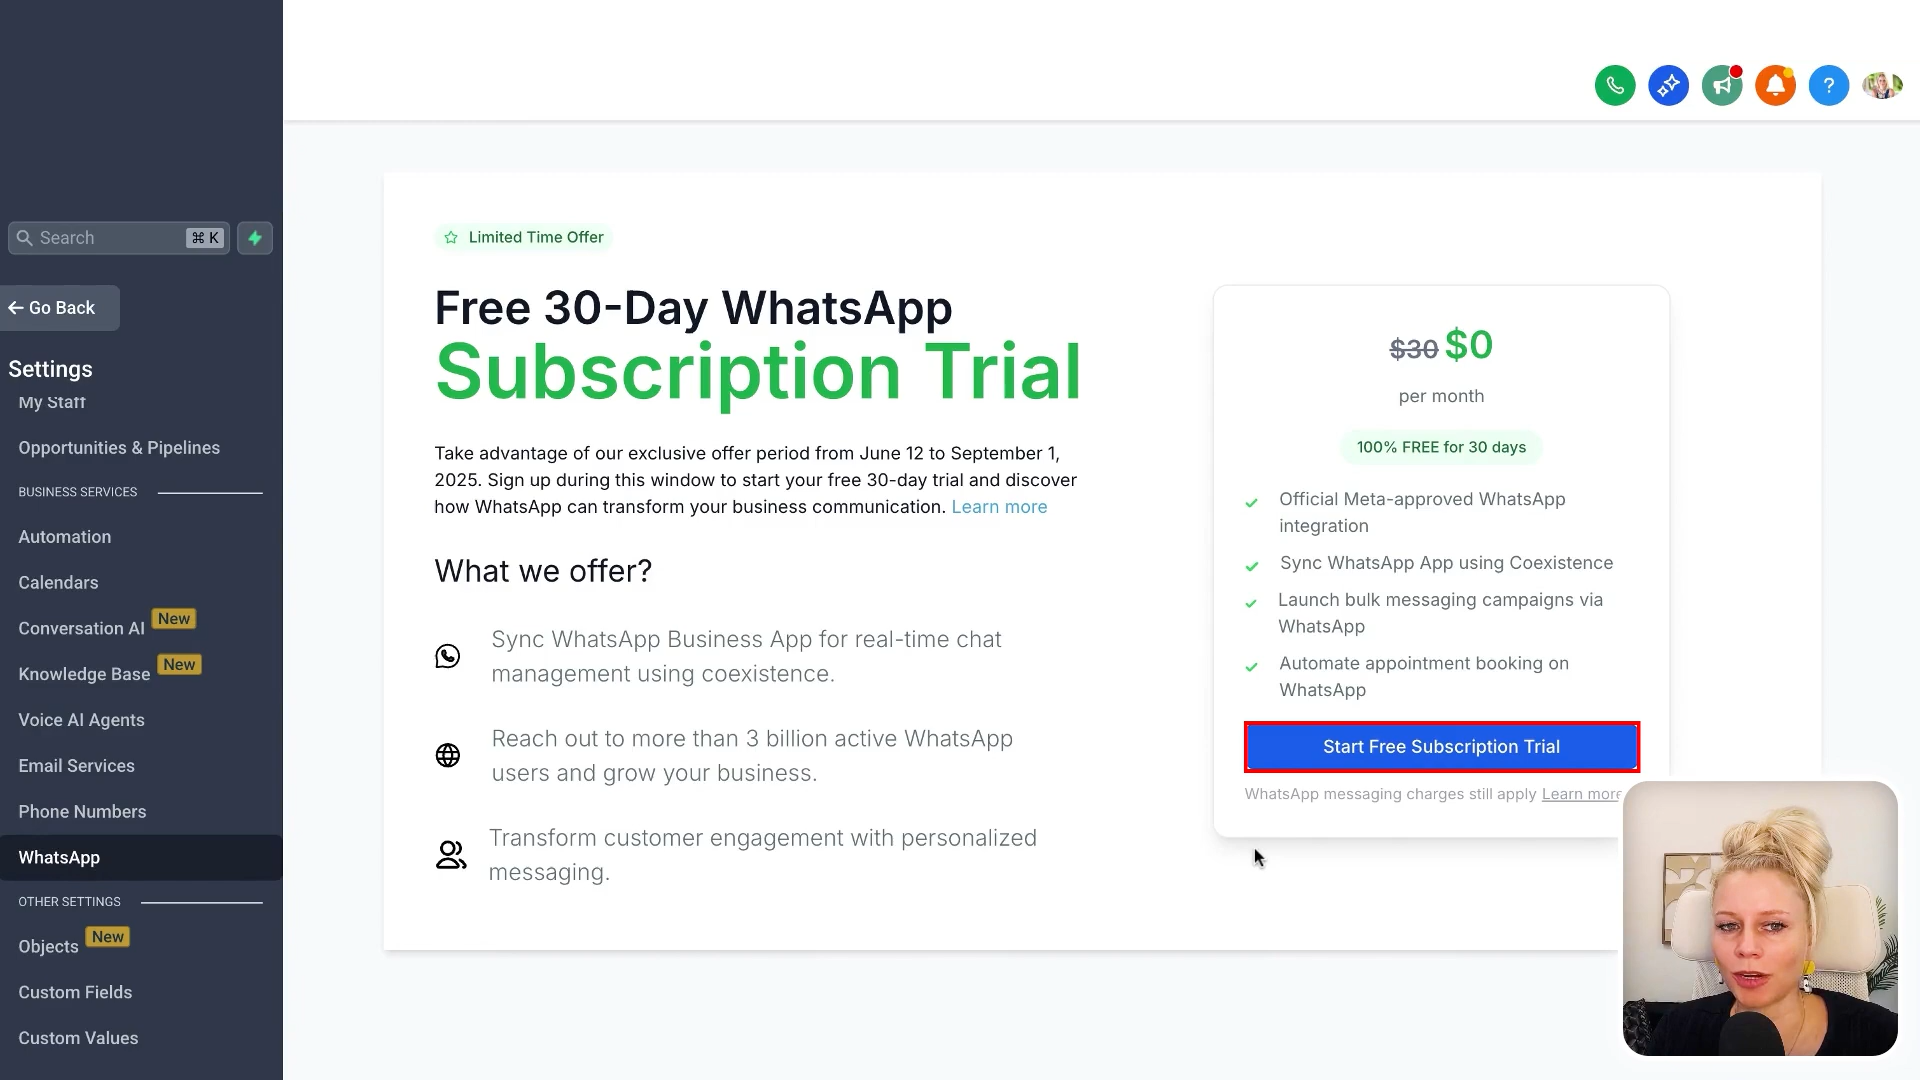 Search
⌘ K
← Go Back
Settings
My Staff
Opportunities & Pipelines
BUSINESS SERVICES
Automation
Calendars
Conversation AI New
Knowledge Base New
Voice AI Agents
Email Services
Phone Numbers
WhatsApp
OTHER SETTINGS
Objects New
Custom Fields
Custom Values
?
Limited Time Offer
Free 30-Day WhatsApp
Subscription Trial
Take advantage of our exclusive offer period from June 12 to September 1,
2025. Sign up during this window to start your free 30-day trial and discover
how WhatsApp can transform your business communication. Learn more
What we offer?
Sync WhatsApp Business App for real-time chat
management using coexistence.
Reach out to more than 3 billion active WhatsApp
users and grow your business.
Transform customer engagement with personalized
messaging.
$30 $0
per month
100% FREE for 30 days
Official Meta-approved WhatsApp
integration
Sync WhatsApp App using Coexistence
Launch bulk messaging campaigns via
WhatsApp
Automate appointment booking on
WhatsApp
Start Free Subscription Trial
WhatsApp messaging charges still apply Learn more